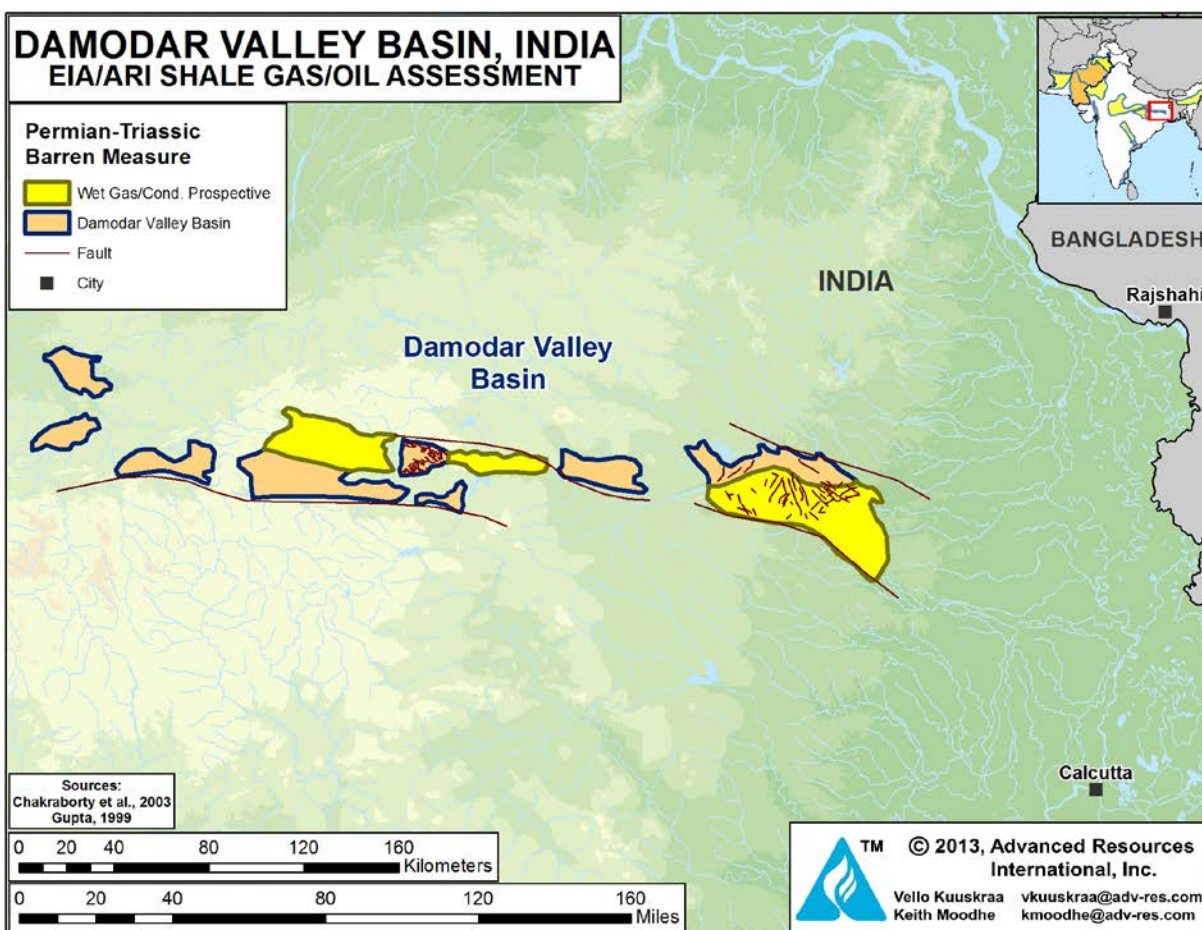 DAMODAR VALLEY BASIN, INDIA
EIA/ARI SHALE GAS/OIL ASSESSMENT
Permian-Triassic
Barren Measure
Wet Gas/Cond. Prospective
Damodar Valley Basin
Fault
City
BANGLADESH
INDIA
Rajshahi
Damodar Valley
Basin
Calcutta
Sources:
Chakraborty et al., 2003
Gupta, 1999
0 20 40 80 120 160
Kilometers
0 20 40 80 120 160
Miles
TM
© 2013, Advanced Resources
International, Inc.
Vello Kuuskraa vkuuskraa@adv-res.com
Keith Moodhe kmoodhe@adv-res.com